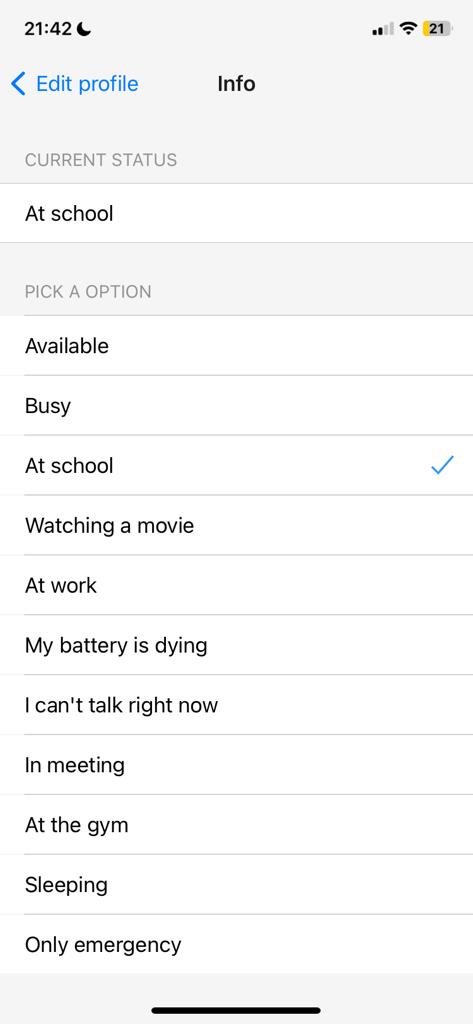 21:42
21
Edit profile
Info
CURRENT STATUS
At school
PICK A OPTION
Available
Busy
At school
Watching a movie
At work
My battery is dying
I can't talk right now
In meeting
At the gym
Sleeping
Only emergency